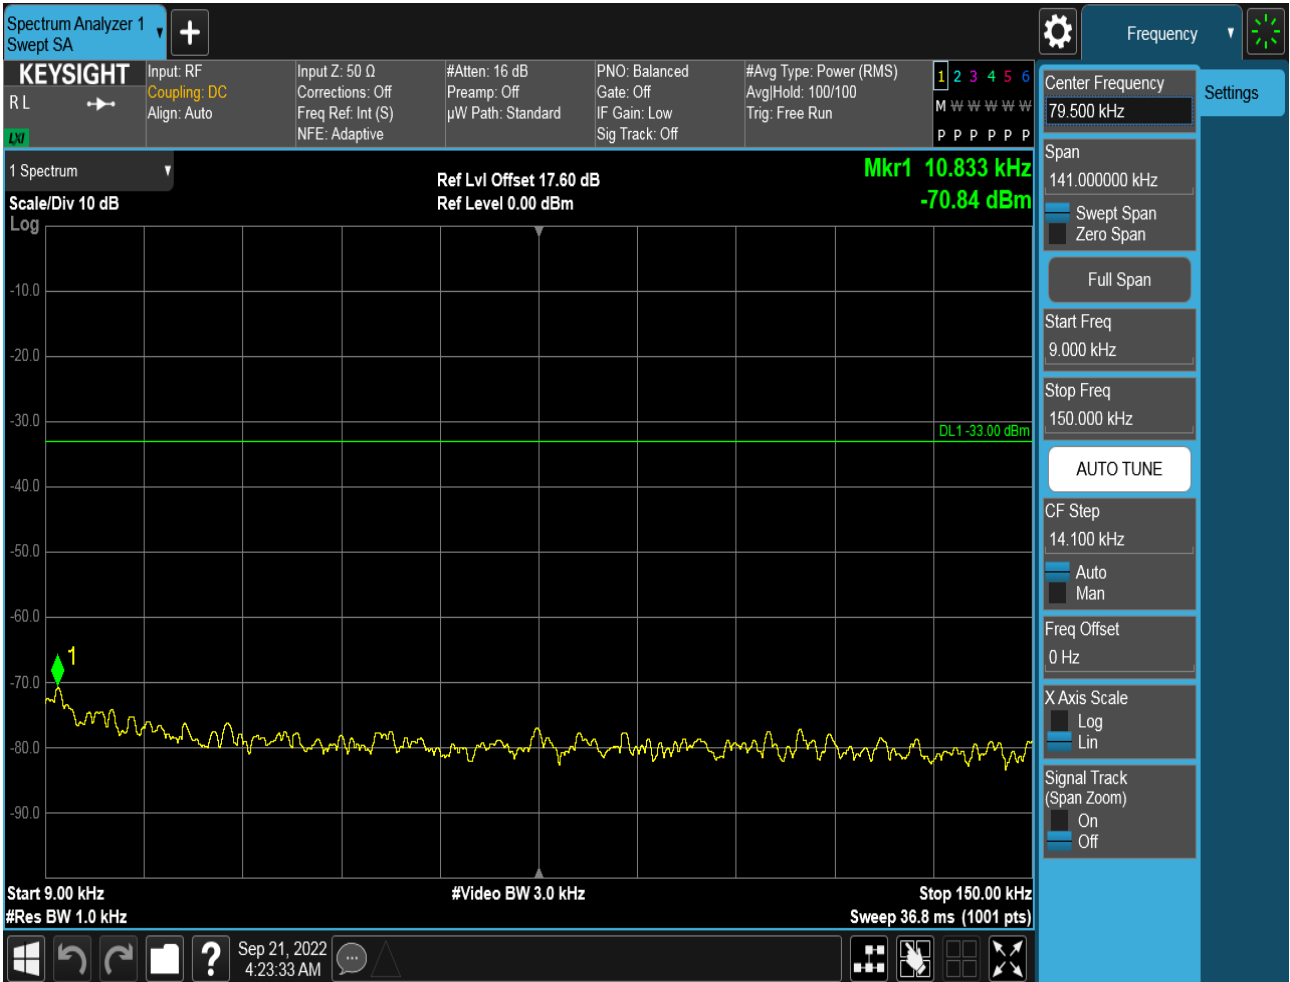 Spectrum Analyzer 1
Swept SA
Frequency
KEYSIGHT
R L
LXI
Input: RF
Coupling: DC
Align: Auto
Input Z: 50 Ω
Corrections: Off
Freq Ref: Int (S)
NFE: Adaptive
#Atten: 16 dB
Preamp: Off
µW Path: Standard
PNO: Balanced
Gate: Off
IF Gain: Low
Sig Track: Off
#Avg Type: Power (RMS)
Avg|Hold: 100/100
Trig: Free Run
1 2 3 4 5 6
M W W W W W
P P P P P P
1 Spectrum
Scale/Div 10 dB
Log
Ref Lvl Offset 17.60 dB
Ref Level 0.00 dBm
Mkr1 10.833 kHz
-70.84 dBm
-10.0
-20.0
-30.0
DL1 -33.00 dBm
-40.0
-50.0
-60.0
1
-70.0
-80.0
-90.0
Start 9.00 kHz
#Video BW 3.0 kHz
Stop 150.00 kHz
#Res BW 1.0 kHz
Sweep 36.8 ms (1001 pts)
Center Frequency
79.500 kHz
Settings
Span
141.000000 kHz
Swept Span
Zero Span
Full Span
Start Freq
9.000 kHz
Stop Freq
150.000 kHz
AUTO TUNE
CF Step
14.100 kHz
Auto
Man
Freq Offset
0 Hz
X Axis Scale
Log
Lin
Signal Track
(Span Zoom)
On
Off
?
Sep 21, 2022
4:23:33 AM